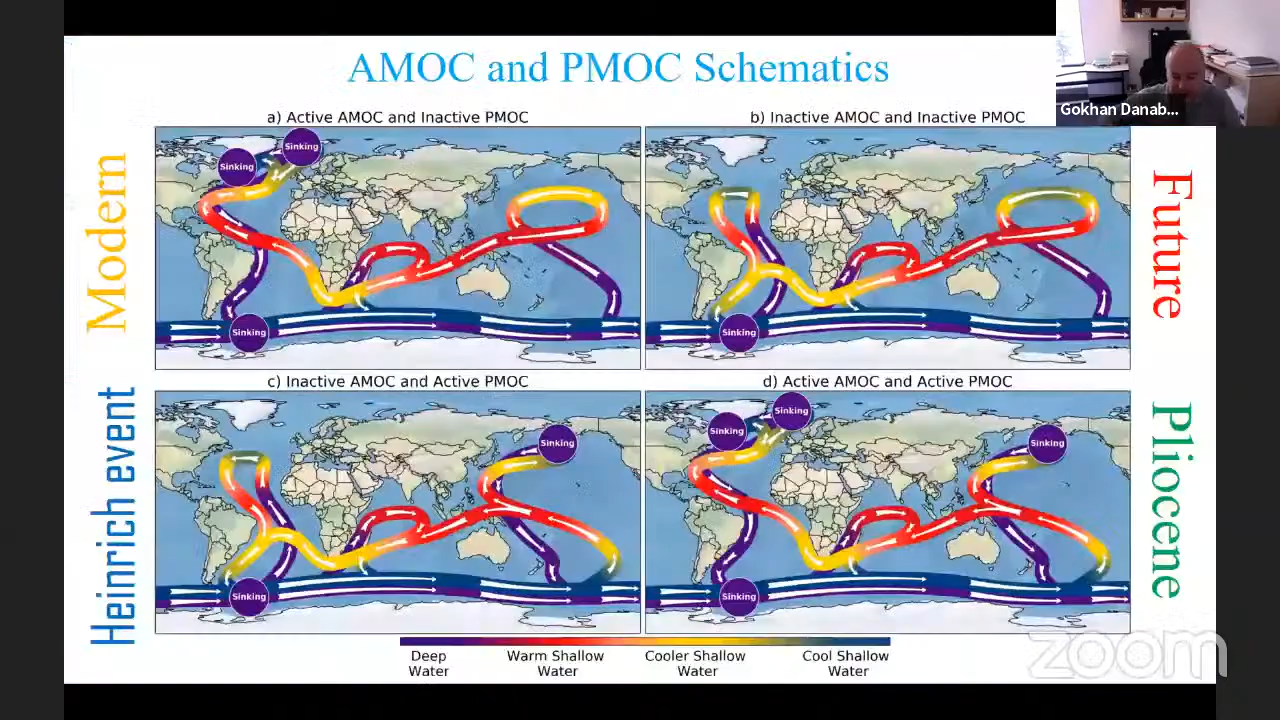 AMOC and PMOC Schematics
Gokhan Danab...
a) Active AMOC and Inactive PMOC
b) Inactive AMOC and Inactive PMOC
Modern
Sinking
Sinking
Sinking
Sinking
Future
c) Inactive AMOC and Active PMOC
d) Active AMOC and Active PMOC
Heinrich event
Sinking
Sinking
Sinking
Sinking
Sinking
Sinking
Pliocene
Deep
Water
Warm Shallow
Water
Cooler Shallow
Water
Cool Shallow
Water
zoom